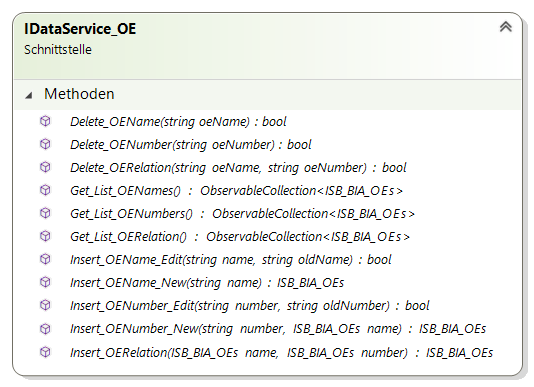 IDataService_OE
Schnittstelle
Methoden
Delete_OEName(string oeName) : bool
Delete_OENumber(string oeNumber) : bool
Delete_OERelation(string oeName, string oeNumber) : bool
Get_List_OENames() : ObservableCollection<ISB_BIA_OEs>
Get_List_OENumbers() : ObservableCollection<ISB_BIA_OEs>
Get_List_OERelation() : ObservableCollection<ISB_BIA_OEs>
Insert_OEName_Edit(string name, string oldName) : bool
Insert_OEName_New(string name) : ISB_BIA_OEs
Insert_OENumber_Edit(string number, string oldNumber) : bool
Insert_OENumber_New(string number, ISB_BIA_OEs name) : ISB_BIA_OEs
Insert_OERelation(ISB_BIA_OEs name, ISB_BIA_OEs number) : ISB_BIA_OEs